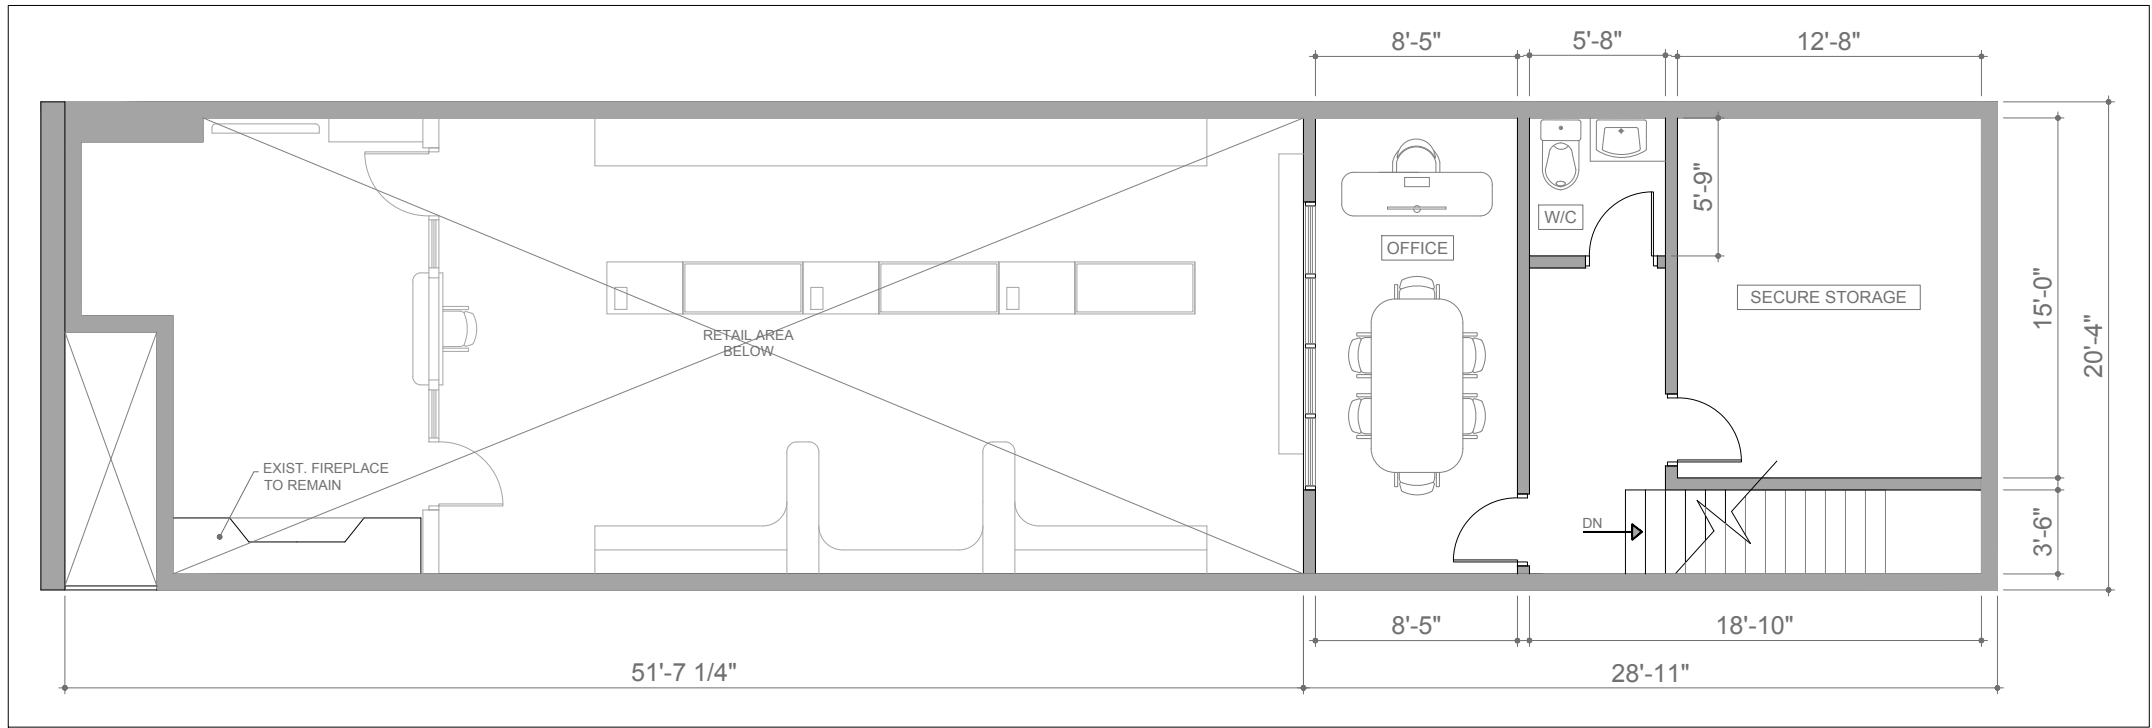 8'-5"
5'-8"
12'-8"
5'-9"
W/C
OFFICE
SECURE STORAGE
15'-0"
20'-4"
RETAIL AREA
BELOW
EXIST. FIREPLACE
TO REMAIN
DN
3'-6"
8'-5"
18'-10"
51'-7 1/4"
28'-11"